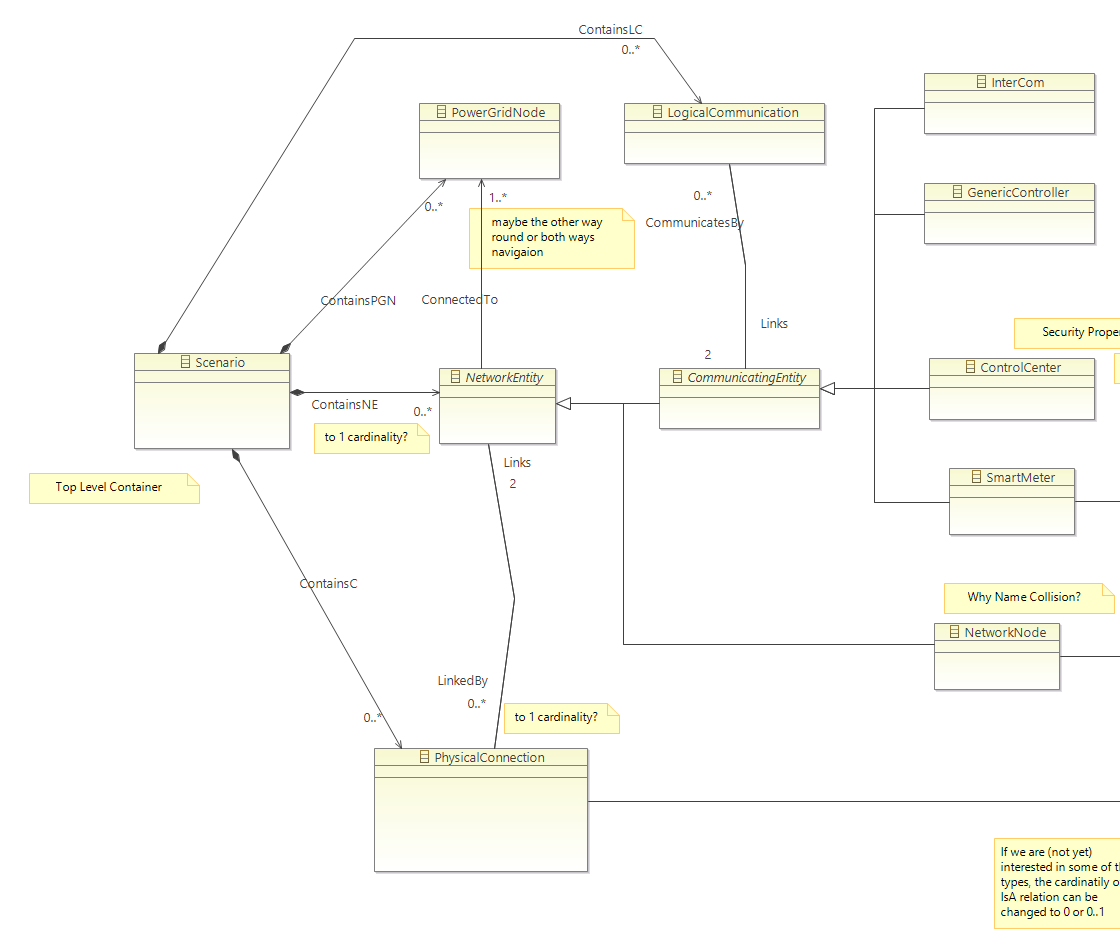 ContainsLC
0..*
InterCom
PowerGridNode
LogicalCommunication
GenericController
0..*
1..*
0..*
maybe the other way
round or both ways
navigaion
CommunicatesBy
ContainsPGN
ConnectedTo
Links
2
Security Prope
Scenario
NetworkEntity
CommunicatingEntity
ControlCenter
ContainsNE
0..*
to 1 cardinality?
Links
2
SmartMeter
Top Level Container
ContainsC
Why Name Collision?
NetworkNode
LinkedBy
0..*
0..*
to 1 cardinality?
PhysicalConnection
If we are (not yet)
interested in some of t
types, the cardinatily o
IsA relation can be
changed to 0 or 0..1